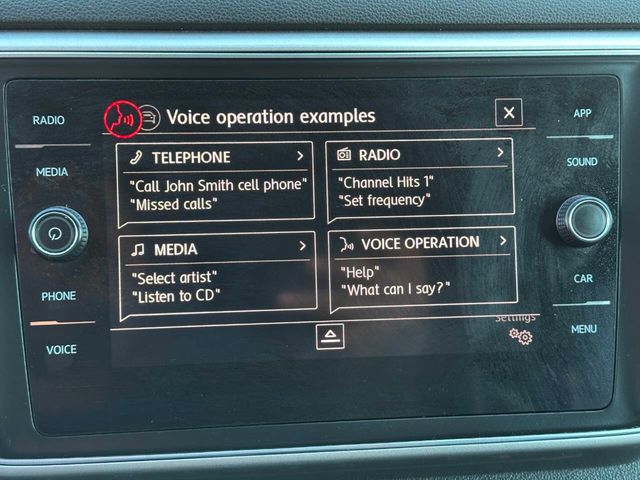 RADIO
MEDIA
PHONE
VOICE
Voice operation examples
TELEPHONE
"Call John Smith cell phone"
"Missed calls"
RADIO
"Channel Hits 1"
"Set frequency"
MEDIA
"Select artist"
"Listen to CD"
VOICE OPERATION
"Help"
"What can I say?"
Settings
APP
SOUND
CAR
MENU